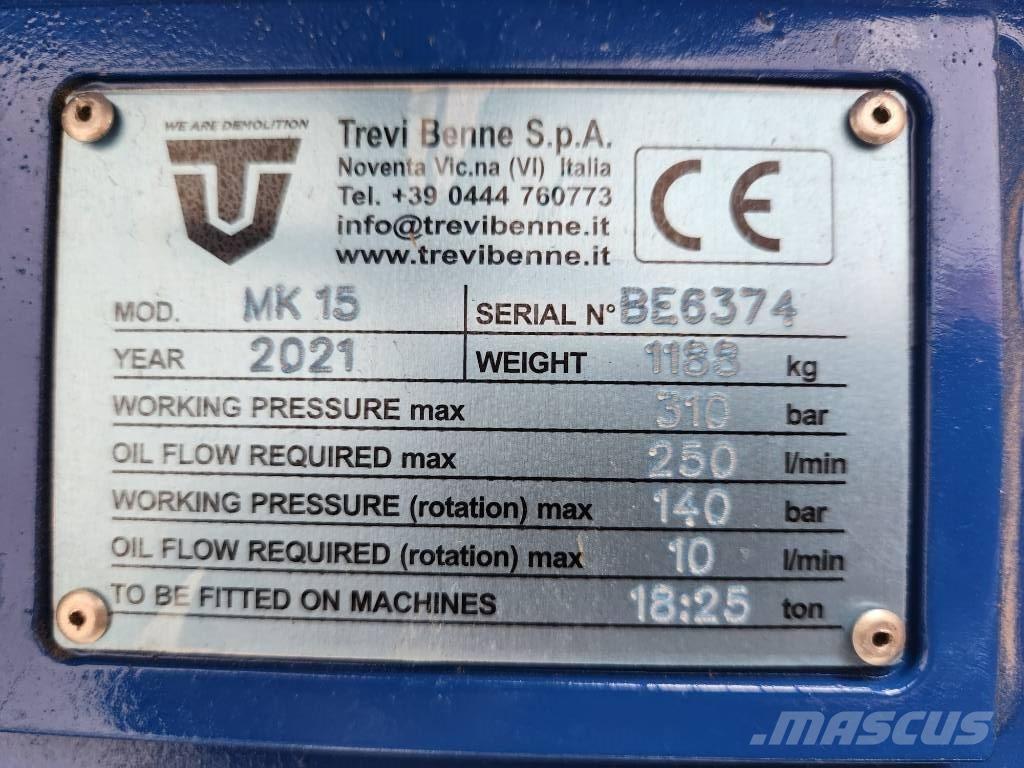 WE ARE DEMOLITION
Trevi Benne S.p.A.
Noventa Vic.na (VI) Italia
Tel. +39 0444 760773
info@trevibenne.it
www.trevibenne.it
CE
MOD. MK 15 SERIAL N° BE6374
YEAR 2021 WEIGHT 1188 kg
WORKING PRESSURE max 310 bar
OIL FLOW REQUIRED max 250 l/min
WORKING PRESSURE (rotation) max 140 bar
OIL FLOW REQUIRED (rotation) max 10 l/min
TO BE FITTED ON MACHINES 18:25 ton
MASCUS